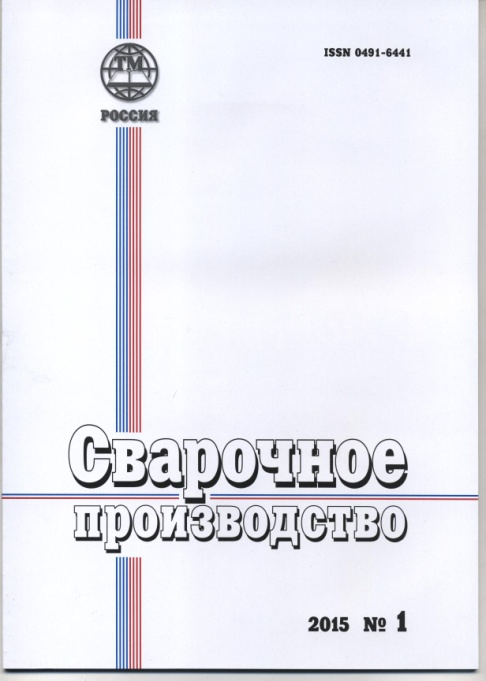 ISSN 0491-6441
ТМ
РОССИЯ
Сварочное
производство
2015 № 1